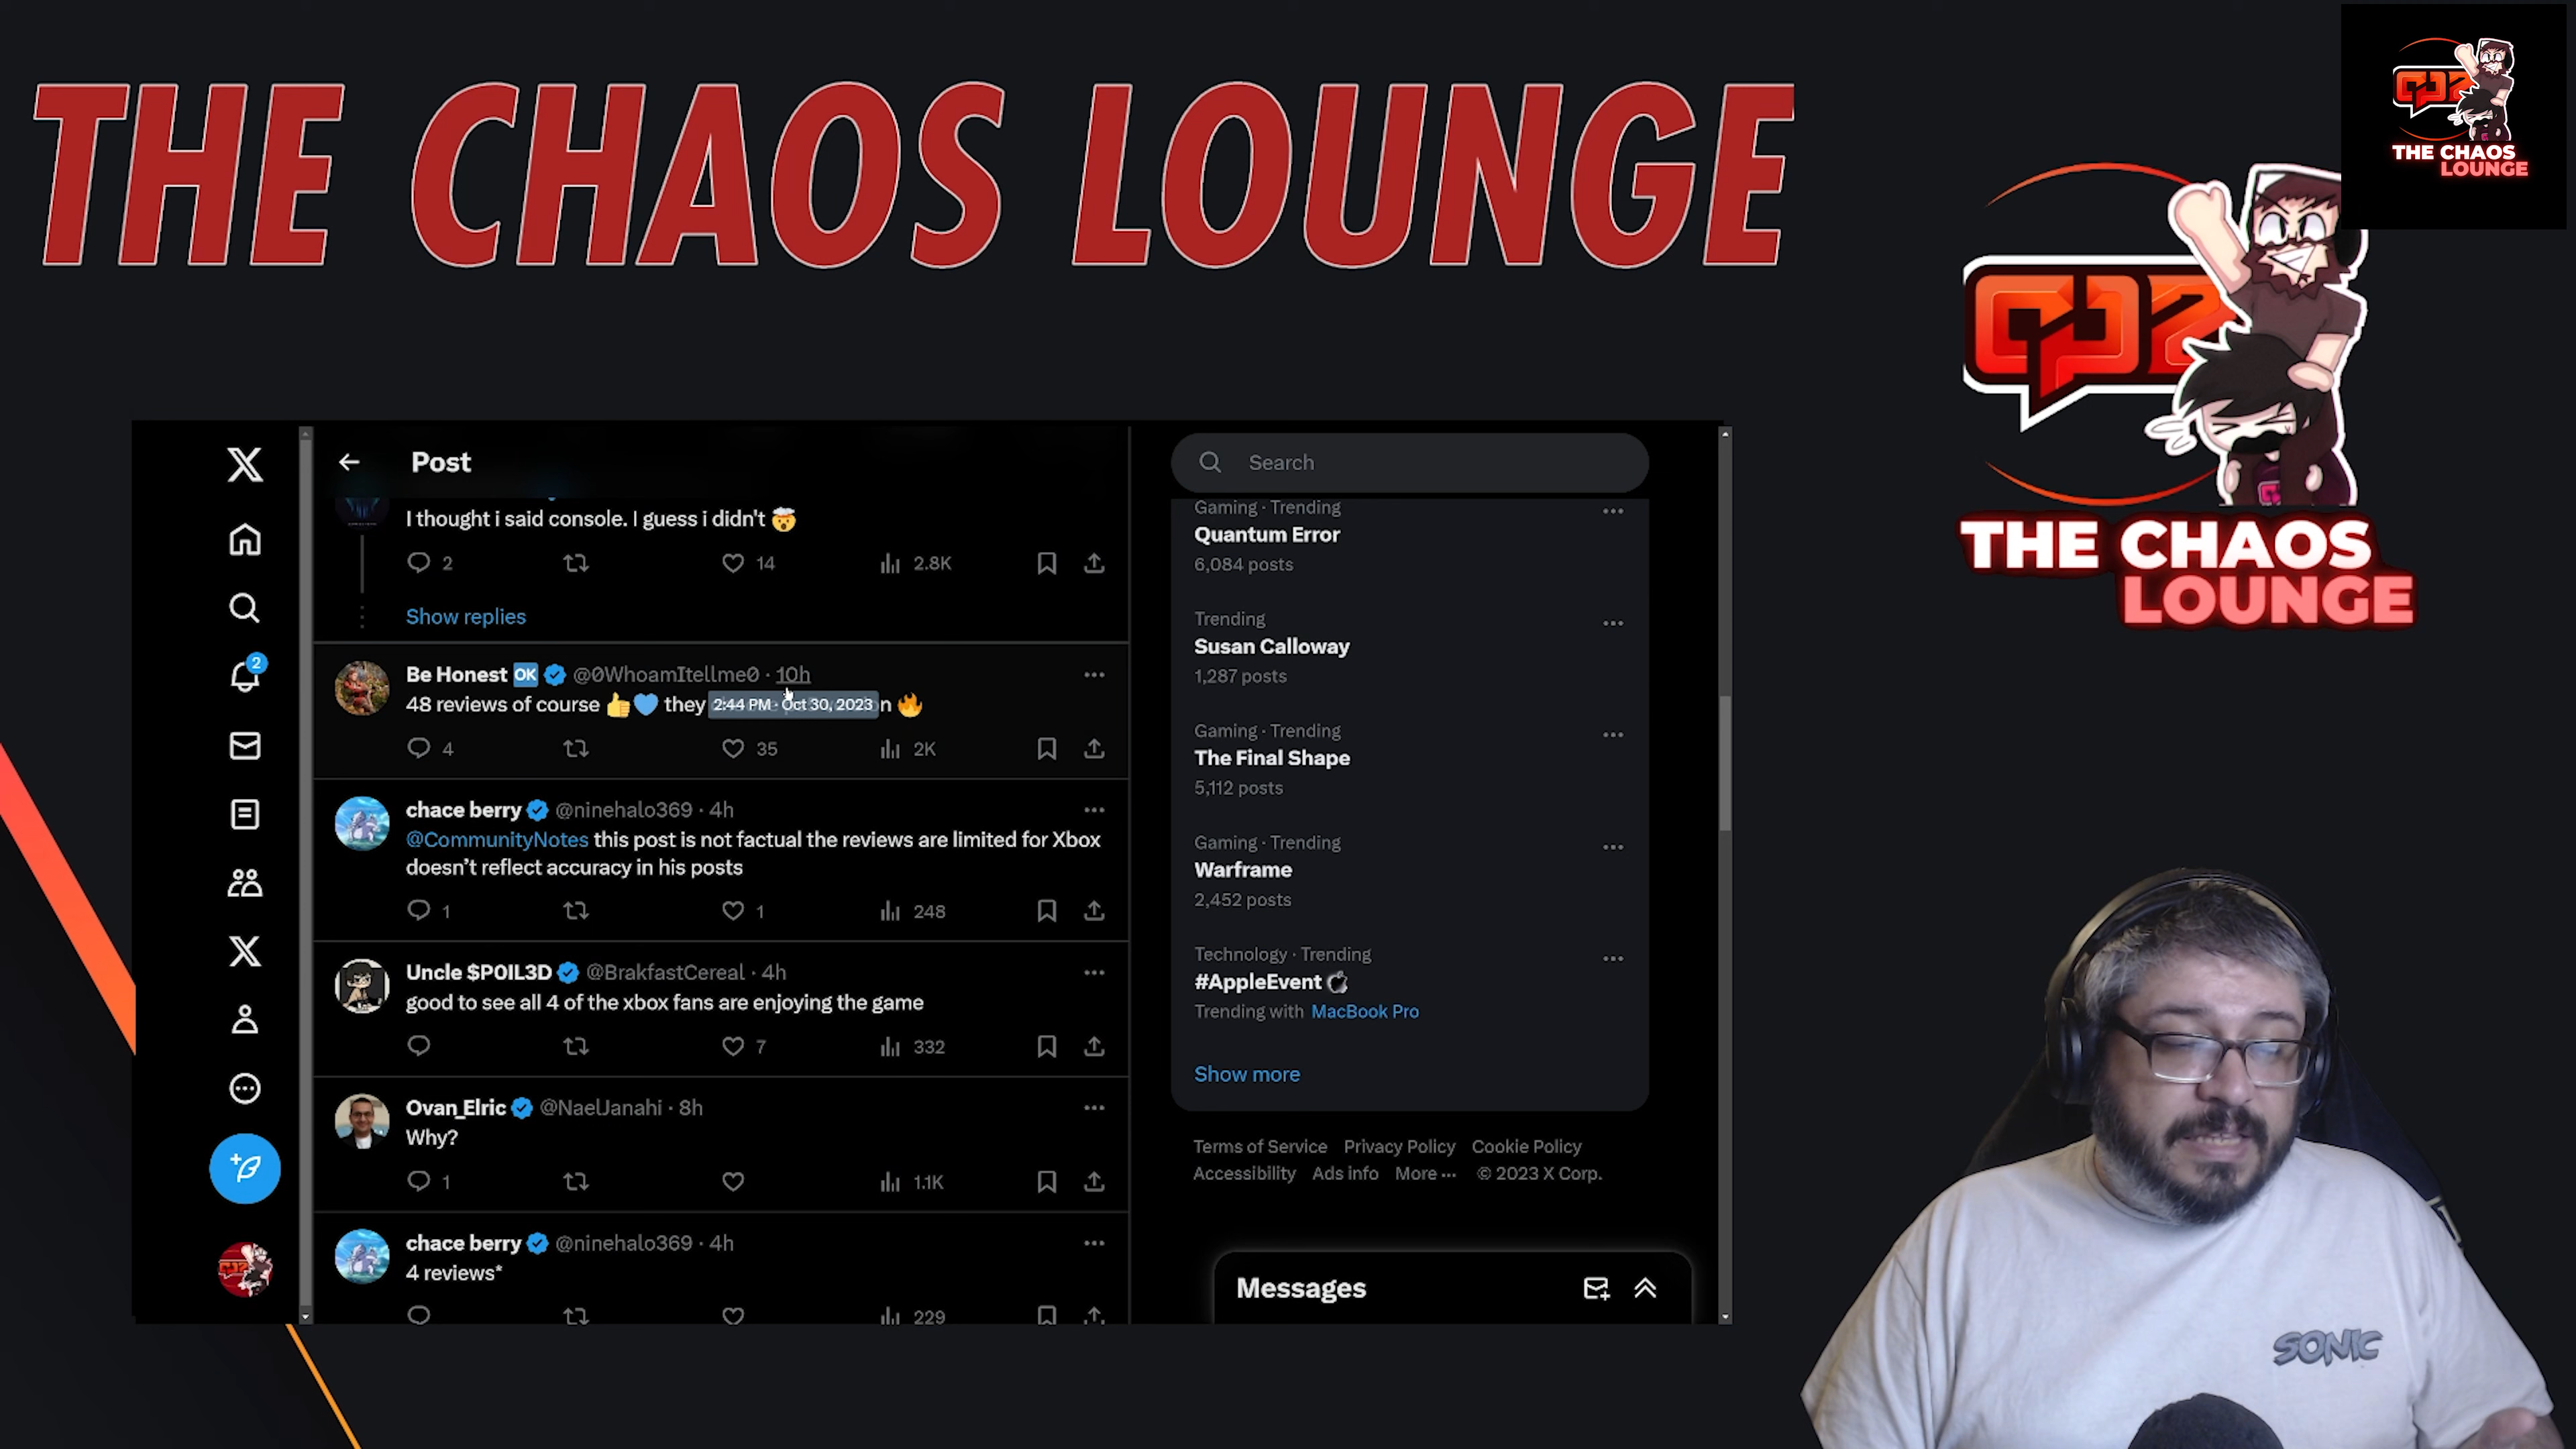 THE CHAOS LOUNGE
THE CHAOS
LOUNGE
THE CHAOS
LOUNGE
Post
I thought i said console. I guess i didn't 🤯
2 14 2.8K
Show replies
Be Honest 🆗 @0WhoamItellme0 · 10h
48 reviews of course 👍💙 they
2:44 PM · Oct 30, 2023
n 🔥
4 35 2K
chace berry @ninehalo369 · 4h
@CommunityNotes this post is not factual the reviews are limited for Xbox
doesn’t reflect accuracy in his posts
1 1 248
Uncle $P0IL3D @BrakfastCereal · 4h
good to see all 4 of the xbox fans are enjoying the game
7 332
Ovan_Elric @NaelJanahi · 8h
Why?
1 1.1K
chace berry @ninehalo369 · 4h
4 reviews*
229
2
Search
Gaming · Trending
Quantum Error
6,084 posts
Trending
Susan Calloway
1,287 posts
Gaming · Trending
The Final Shape
5,112 posts
Gaming · Trending
Warframe
2,452 posts
Technology · Trending
#AppleEvent
Trending with MacBook Pro
Show more
Terms of Service Privacy Policy Cookie Policy
Accessibility Ads info More ··· © 2023 X Corp.
Messages
SONIC